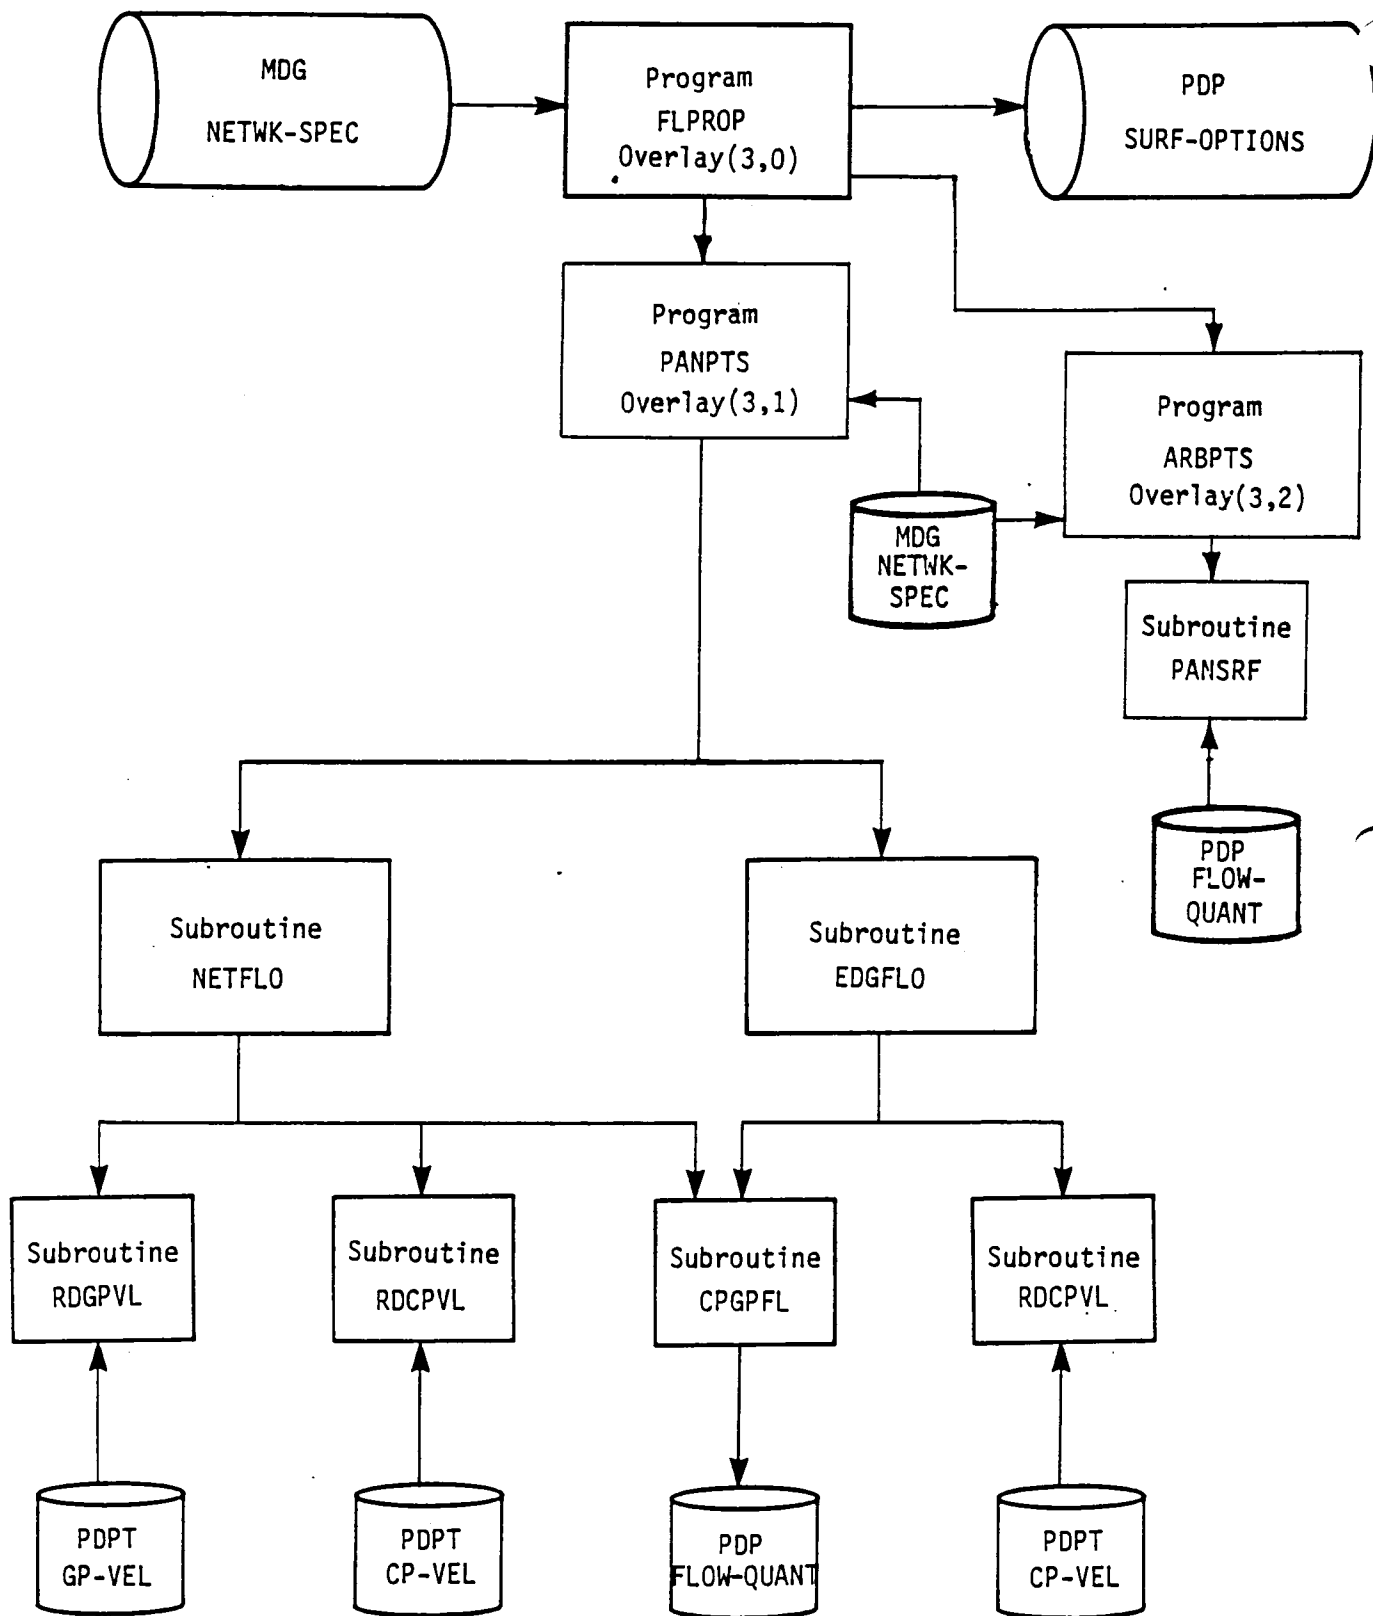 MDG
NETWK-SPEC
Program
FLPROP
Overlay(3,0)
PDP
SURF-OPTIONS
Program
PANPTS
Overlay(3,1)
Program
ARBPTS
Overlay(3,2)
MDG
NETWK-
SPEC
Subroutine
PANSRF
PDP
FLOW-
QUANT
Subroutine
NETFLO
Subroutine
EDGFLO
Subroutine
RDGPVL
Subroutine
RDCPVL
Subroutine
CPGPFL
Subroutine
RDCPVL
PDPT
GP-VEL
PDPT
CP-VEL
PDP
FLOW-QUANT
PDPT
CP-VEL